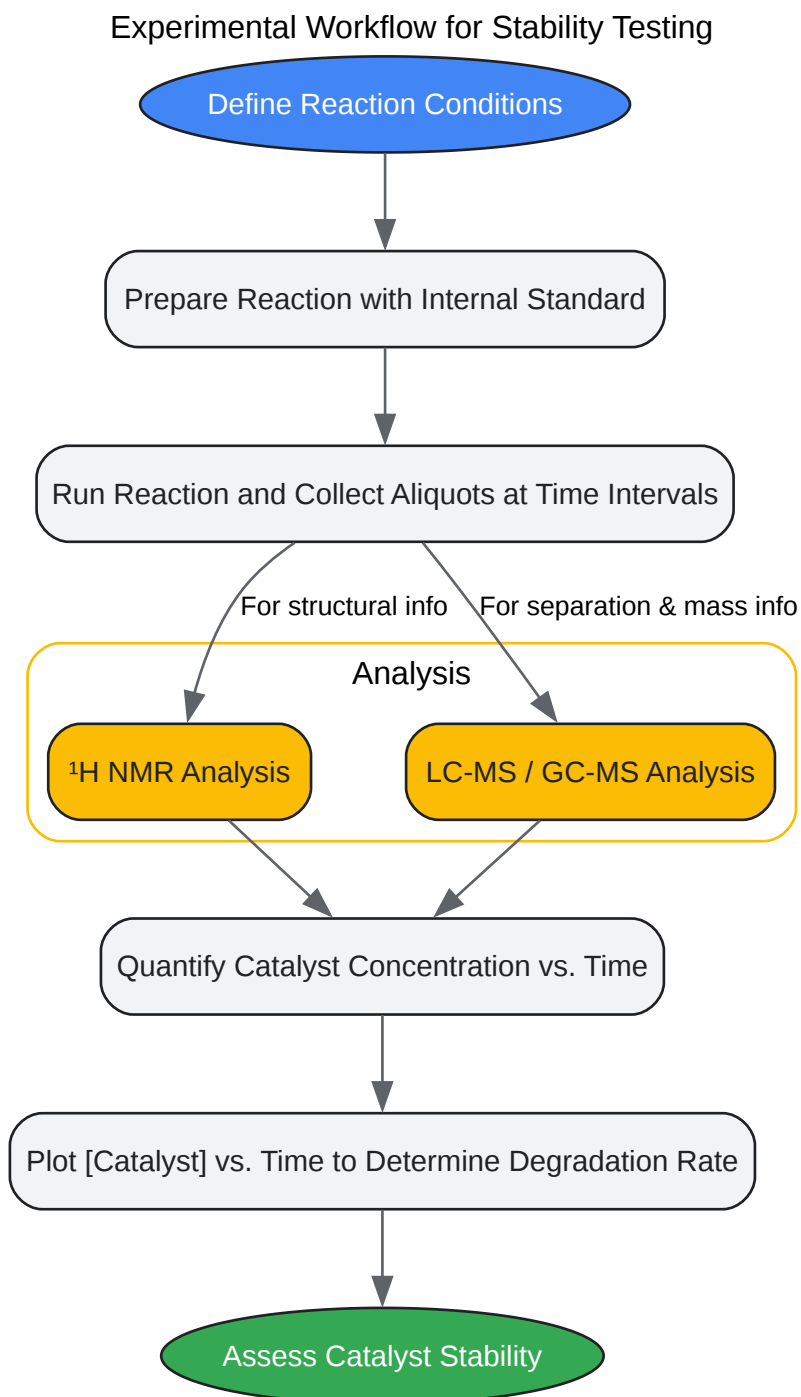 Experimental Workflow for Stability Testing
Define Reaction Conditions
Prepare Reaction with Internal Standard
Run Reaction and Collect Aliquots at Time Intervals
For structural info
For separation & mass info
Analysis
¹H NMR Analysis
LC-MS / GC-MS Analysis
Quantify Catalyst Concentration vs. Time
Plot [Catalyst] vs. Time to Determine Degradation Rate
Assess Catalyst Stability